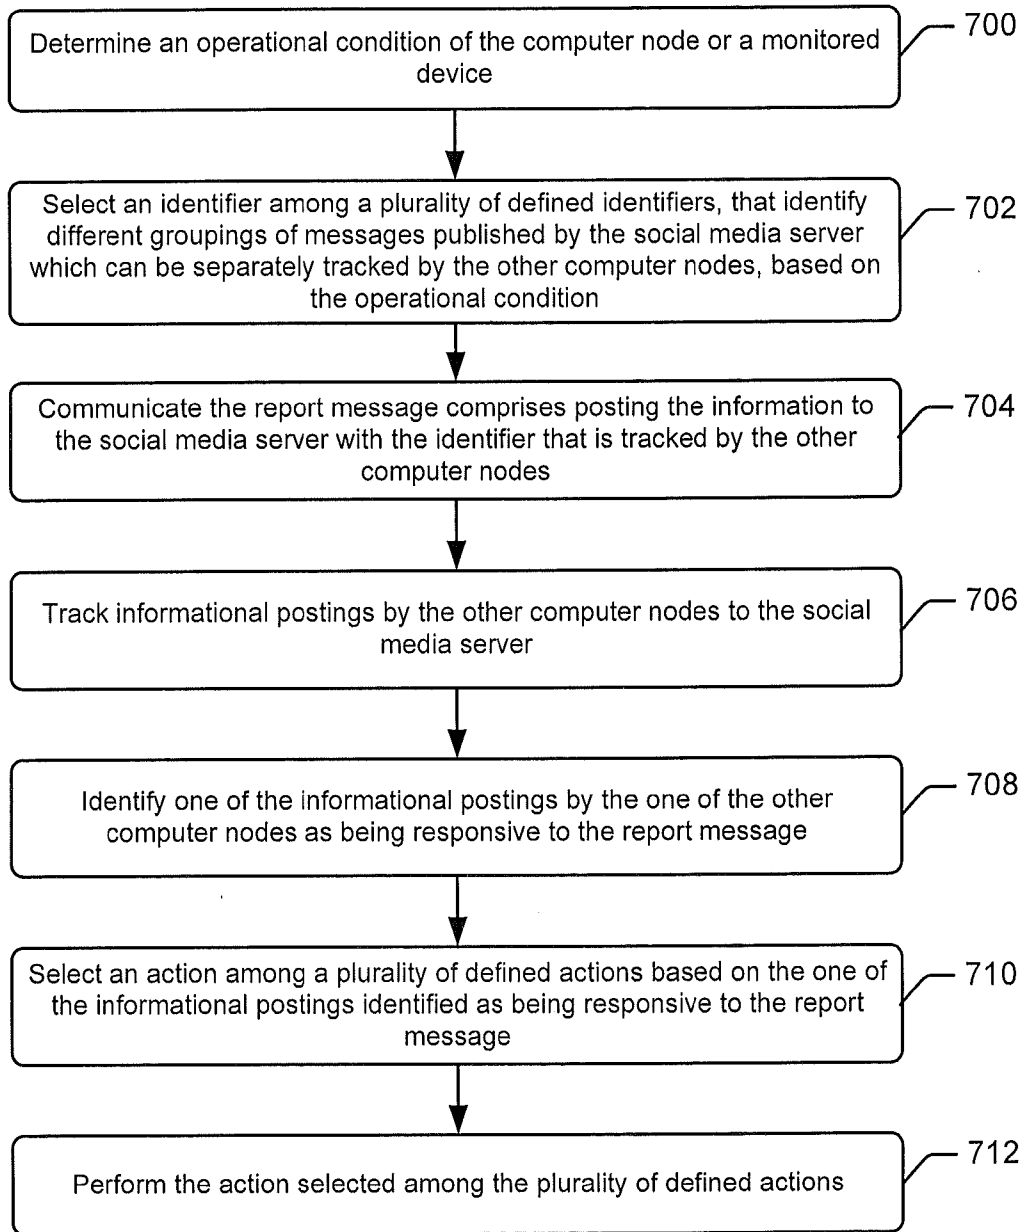 Determine an operational condition of the computer node or a monitored
device
700
Select an identifier among a plurality of defined identifiers, that identify
different groupings of messages published by the social media server
which can be separately tracked by the other computer nodes, based on
the operational condition
702
Communicate the report message comprises posting the information to
the social media server with the identifier that is tracked by the other
computer nodes
704
Track informational postings by the other computer nodes to the social
media server
706
Identify one of the informational postings by the one of the other
computer nodes as being responsive to the report message
708
Select an action among a plurality of defined actions based on the one of
the informational postings identified as being responsive to the report
message
710
Perform the action selected among the plurality of defined actions
712